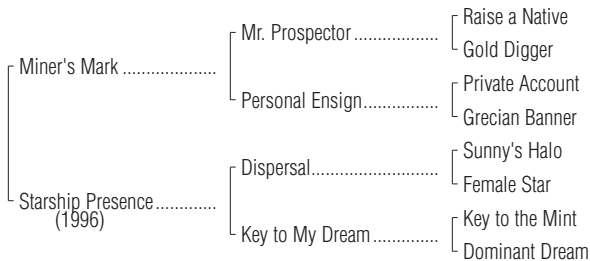 Raise a Native
Mr. Prospector ..................
Gold Digger
Miner's Mark ....................
Private Account
Personal Ensign................
Grecian Banner
Sunny's Halo
Dispersal...........................
Female Star
Starship Presence.............
(1996)
Key to the Mint
Key to My Dream ..............
Dominant Dream